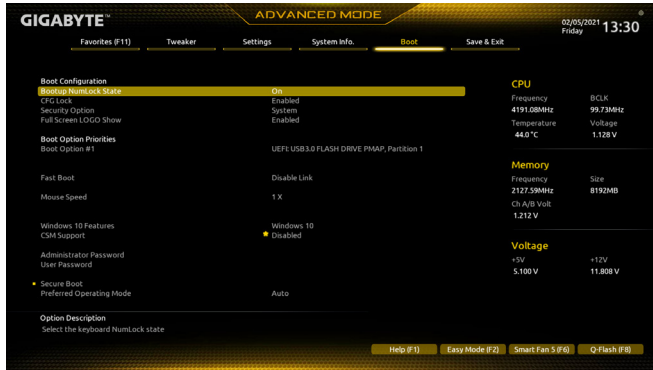 GIGABYTE™
ADVANCED MODE
02/05/2021 Friday 13:30
Favorites (F11) Tweaker Settings System Info. Boot Save & Exit
Boot Configuration
Bootup NumLock State On
CFG Lock Enabled
Security Option System
Full Screen LOGO Show Enabled
Boot Option Priorities
Boot Option #1 UEFI: USB3.0 FLASH DRIVE PMAP, Partition 1
Fast Boot Disable Link
Mouse Speed 1 X
Windows 10 Features Windows 10
CSM Support Disabled
Administrator Password
User Password
Secure Boot
Preferred Operating Mode Auto
Option Description
Select the keyboard NumLock state
CPU
Frequency BCLK
4191.08MHz 99.73MHz
Temperature Voltage
44.0 °C 1.128 V
Memory
Frequency Size
2127.59MHz 8192MB
Ch A/B Volt
1.212 V
Voltage
+5V +12V
5.100 V 11.808 V
Help (F1) Easy Mode (F2) Smart Fan 5 (F6) Q-Flash (F8)